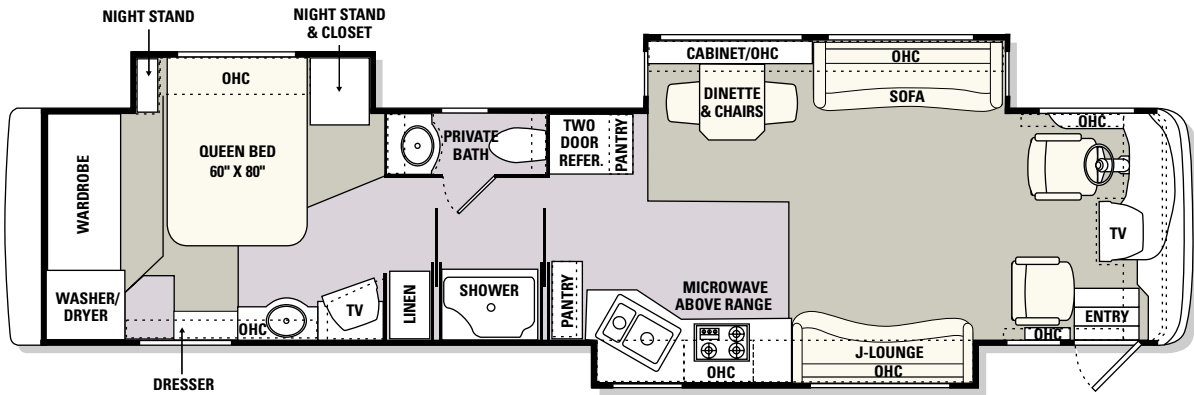 NIGHT STAND
NIGHT STAND
& CLOSET
OHC
QUEEN BED
60" X 80"
WARDROBE
WASHER/
DRYER
DRESSER
OHC
TV
LINEN
PRIVATE
BATH
SHOWER
TWO
DOOR
REFER.
PANTRY
PANTRY
CABINET/OHC
DINETTE
& CHAIRS
OHC
SOFA
MICROWAVE
ABOVE RANGE
OHC
J-LOUNGE
OHC
OHC
TV
ENTRY
OHC